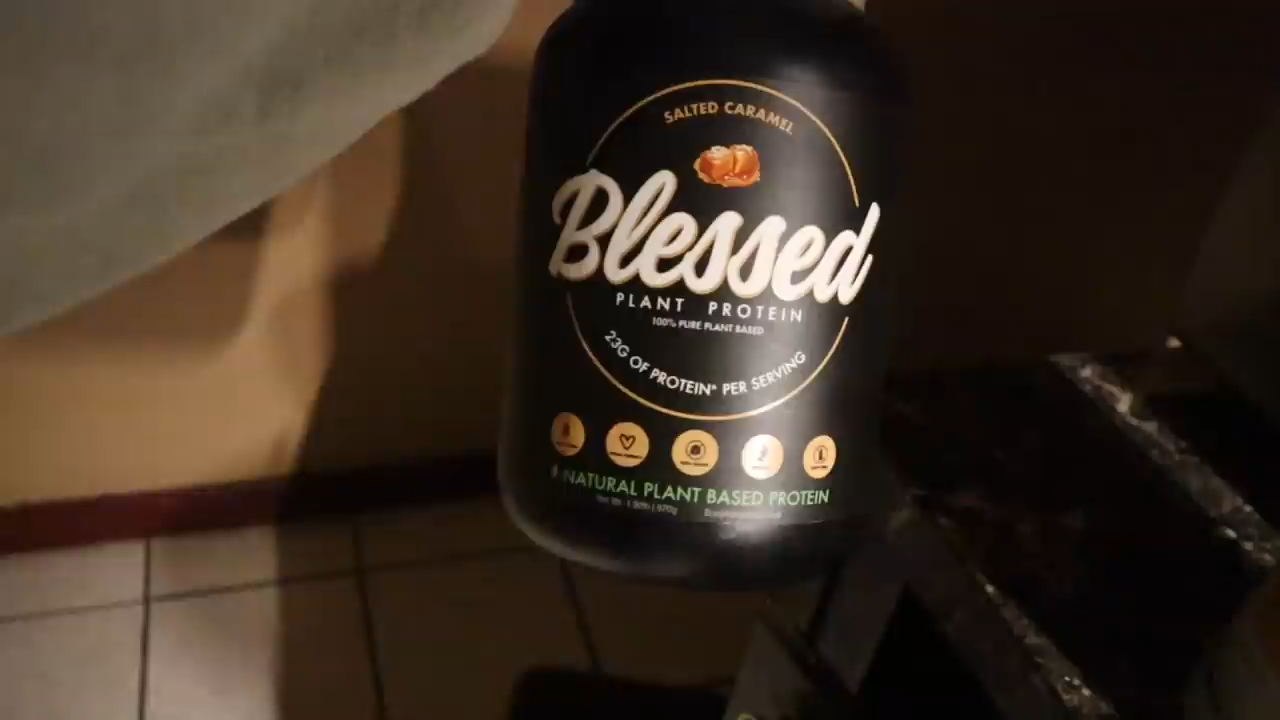 SALTED CARAMEL
Blessed
PLANT PROTEIN
100% PURE PLANT BASED
23G OF PROTEIN* PER SERVING
NATURAL PLANT BASED PROTEIN